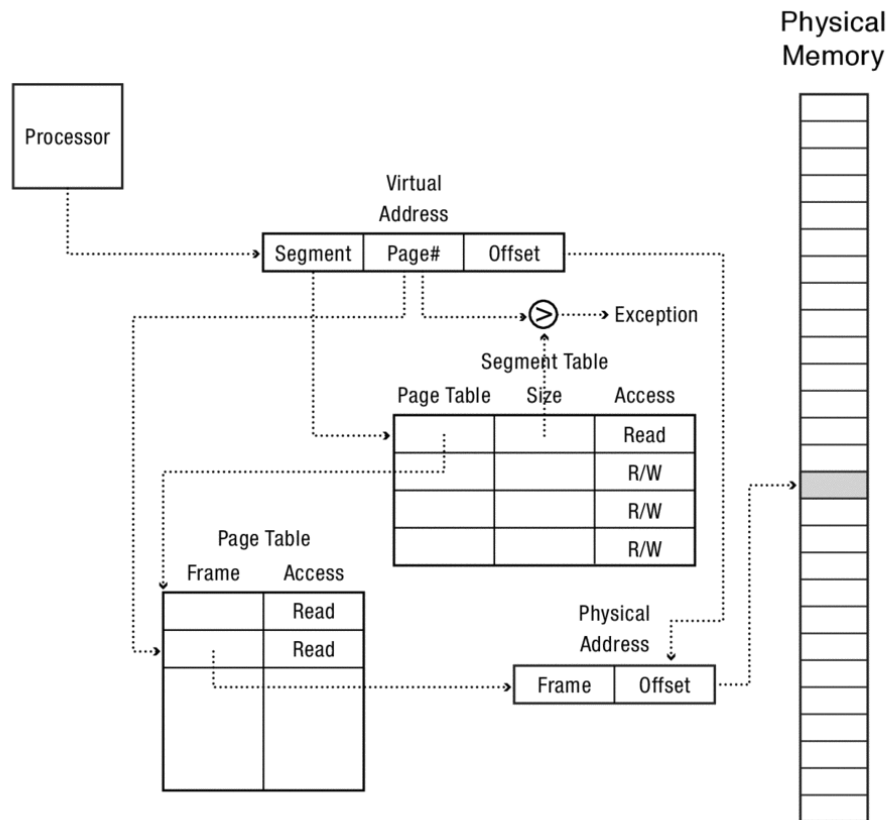 Physical
Memory
Processor
Virtual
Address
Segment Page# Offset
> Exception
Segment Table
Page Table Size Access
Read
R/W
R/W
R/W
Page Table
Frame Access
Read
Read
Physical
Address
Frame Offset